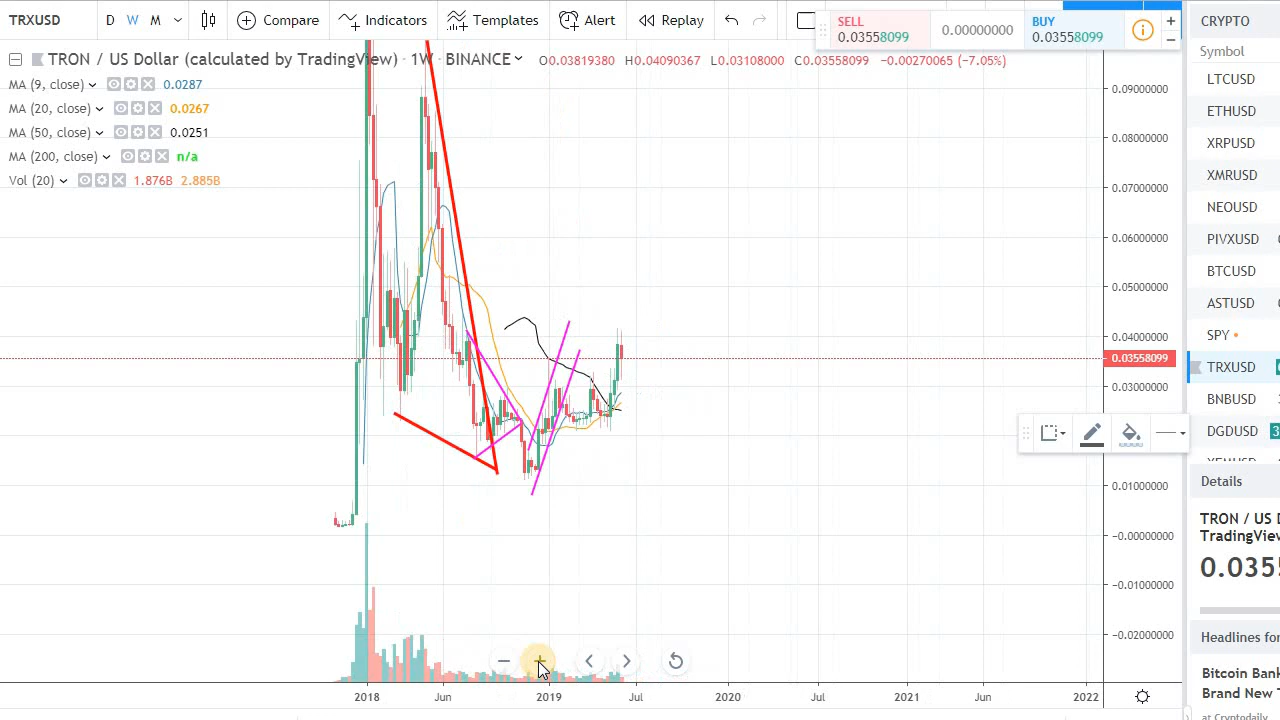 TRXUSD D W M Compare Indicators Templates Alert Replay
SELL 0.03558099 0.00000000 BUY 0.03558099 + −
TRON / US Dollar (calculated by TradingView) · 1W · BINANCE O0.03819380 H0.04090367 L0.03108000 C0.03558099 −0.00270065 (−7.05%)
MA (9, close) 0.0287
MA (20, close) 0.0267
MA (50, close) 0.0251
MA (200, close) n/a
Vol (20) 1.876B 2.885B
0.09000000
0.08000000
0.07000000
0.06000000
0.05000000
0.04000000
0.03558099
0.03000000
0.01000000
−0.00000000
−0.01000000
−0.02000000
2018 Jun 2019 Jul 2020 Jul 2021 Jun 2022
CRYPTO
Symbol
LTCUSD
ETHUSD
XRPUSD
XMRUSD
NEOUSD
PIVXUSD
BTCUSD
ASTUSD
SPY
TRXUSD
BNBUSD
DGDUSD
Details
TRON / US
TradingView
0.035
Headlines for
Bitcoin Bank
Brand New
at Cryptodaily